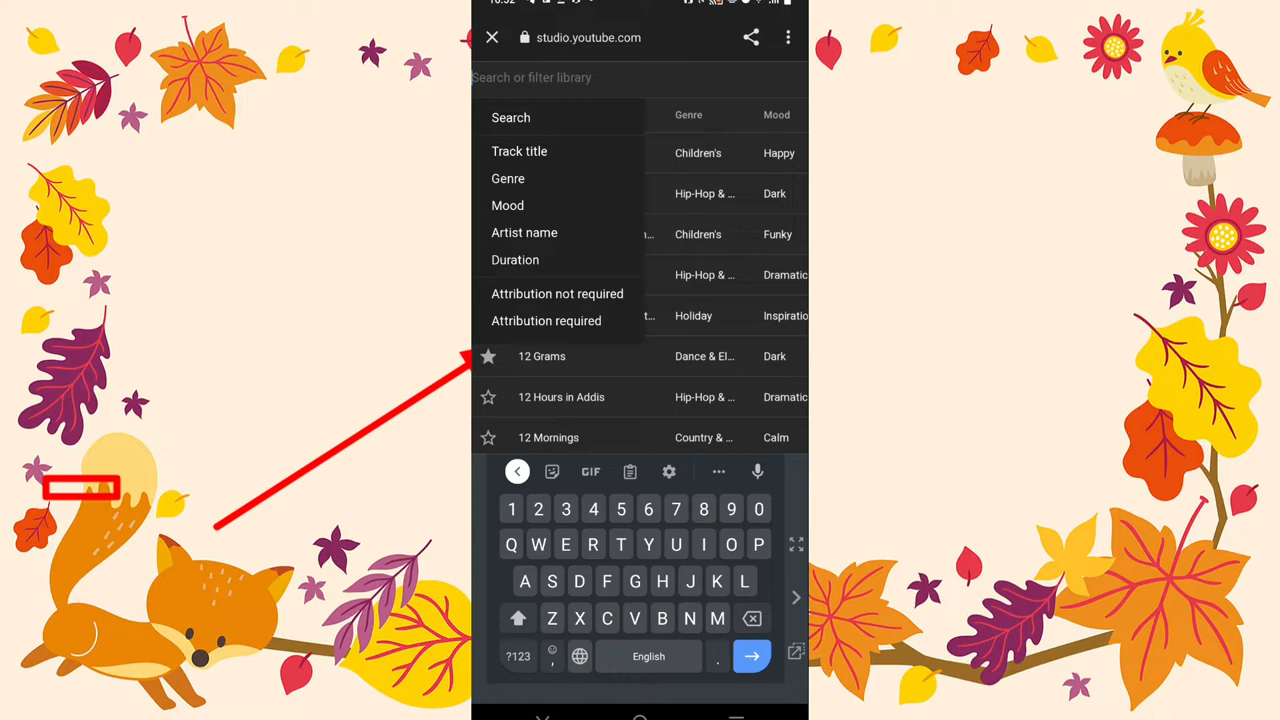 studio.youtube.com
Search or filter library
Search
Track title
Genre
Mood
Artist name
Duration
Attribution not required
Attribution required
Genre Mood
Children's Happy
Hip-Hop & ... Dark
Children's Funky
Hip-Hop & ... Dramatic
Holiday Inspiratio
12 Grams Dance & El... Dark
12 Hours in Addis Hip-Hop & ... Dramatic
12 Mornings Country & ... Calm
GIF
1 2 3 4 5 6 7 8 9 0
Q W E R T Y U I O P
A S D F G H J K L
Z X C V B N M
?123 , English .